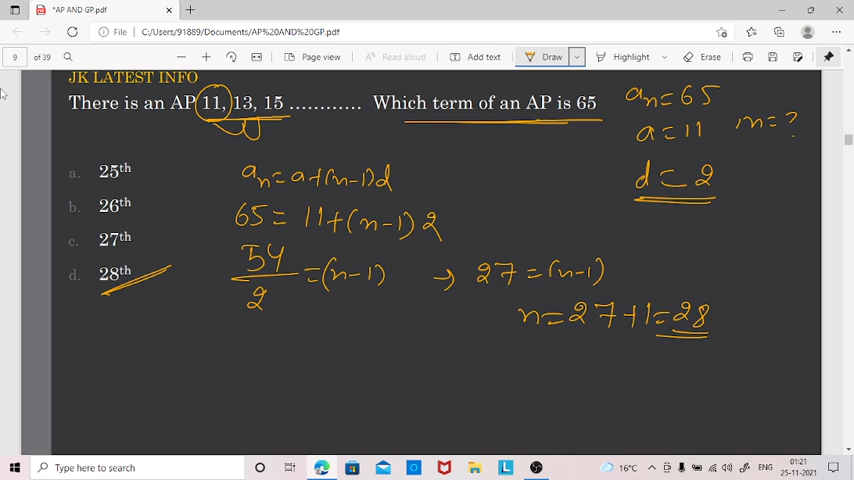 *AP AND GP.pdf
File C:/Users/91889/Documents/AP%20AND%20GP.pdf
9 of 39 Page view Read aloud Add text Draw Highlight Erase
JK LATEST INFO
There is an AP 11, 13, 15 ............ Which term of an AP is 65
a. 25th
b. 26th
c. 27th
d. 28th
an = 65
a = 11 , n = ?
d = 2
an = a+(n-1)d
65 = 11+(n-1)2
54/2 = (n-1) → 27 = (n-1)
n = 27+1 = 28
Type here to search
16°C ENG 01:21
25-11-2021